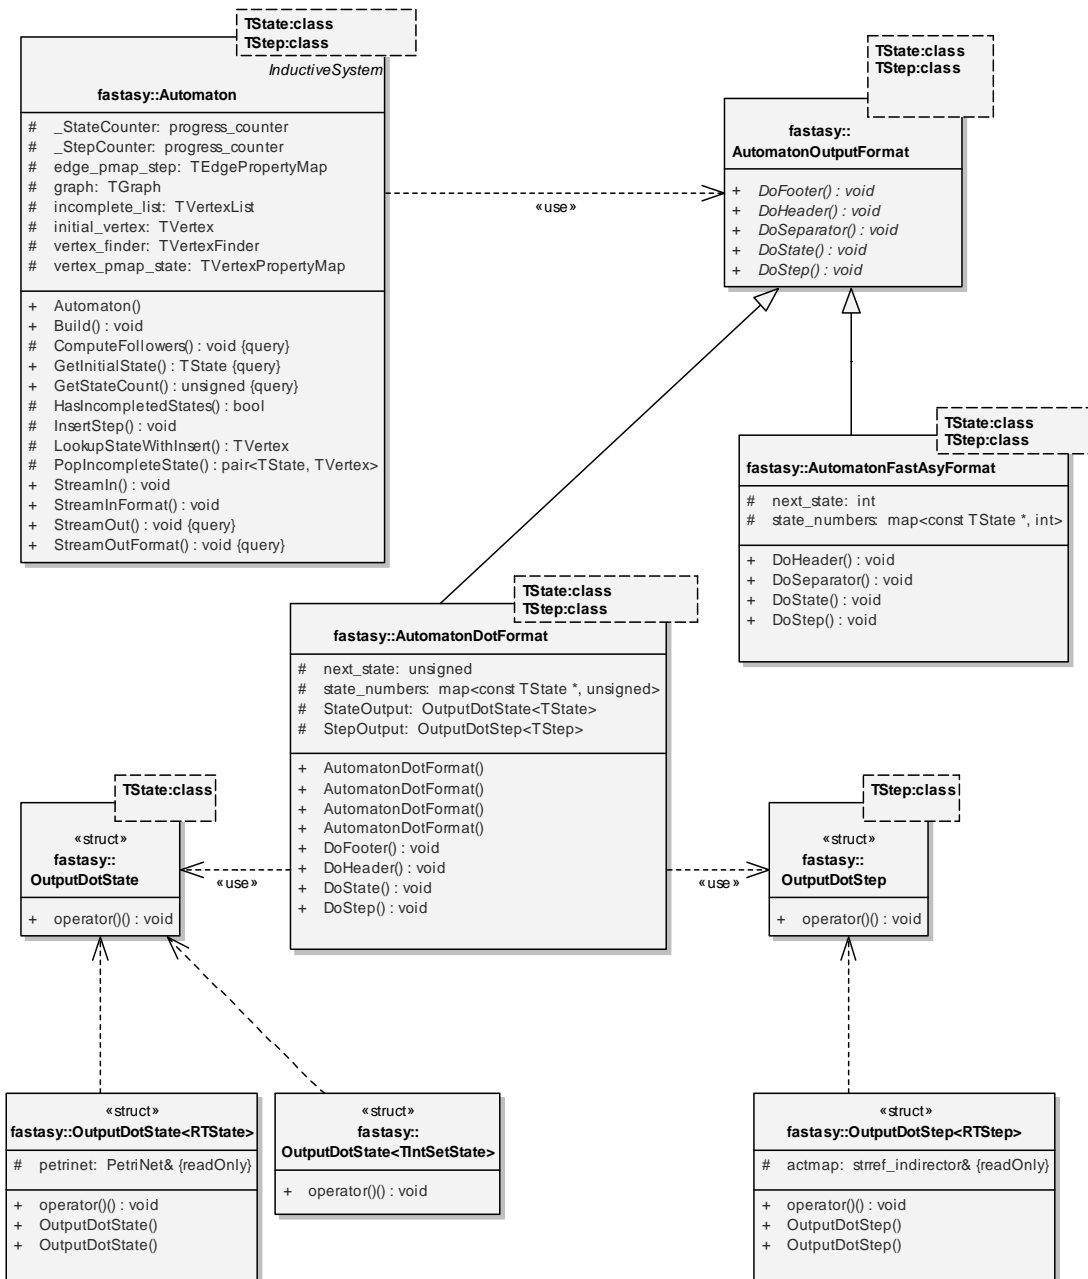 TState:class
TStep:class
InductiveSystem
fastasy::Automaton
# _StateCounter: progress_counter
# _StepCounter: progress_counter
# edge_pmap_step: TEdgePropertyMap
# graph: TGraph
# incomplete_list: TVertexList
# initial_vertex: TVertex
# vertex_finder: TVertexFinder
# vertex_pmap_state: TVertexPropertyMap
+ Automaton()
+ Build() : void
# ComputeFollowers() : void {query}
+ GetInitialState() : TState {query}
+ GetStateCount() : unsigned {query}
# HasIncompletedStates() : bool
# InsertStep() : void
# LookupStateWithInsert() : TVertex
# PopIncompleteState() : pair<TState, TVertex>
+ StreamIn() : void
+ StreamInFormat() : void
+ StreamOut() : void {query}
+ StreamOutFormat() : void {query}
«use»
TState:class
TStep:class
fastasy::
AutomatonOutputFormat
+ DoFooter() : void
+ DoHeader() : void
+ DoSeparator() : void
+ DoState() : void
+ DoStep() : void
TState:class
TStep:class
fastasy::AutomatonFastAsyFormat
# next_state: int
# state_numbers: map<const TState *, int>
+ DoHeader() : void
+ DoSeparator() : void
+ DoState() : void
+ DoStep() : void
TState:class
TStep:class
fastasy::AutomatonDotFormat
# next_state: unsigned
# state_numbers: map<const TState *, unsigned>
# StateOutput: OutputDotState<TState>
# StepOutput: OutputDotStep<TStep>
+ AutomatonDotFormat()
+ AutomatonDotFormat()
+ AutomatonDotFormat()
+ AutomatonDotFormat()
+ DoFooter() : void
+ DoHeader() : void
+ DoState() : void
+ DoStep() : void
TState:class
«struct»
fastasy::
OutputDotState
+ operator()() : void
«use»
«use»
TStep:class
«struct»
fastasy::
OutputDotStep
+ operator()() : void
«struct»
fastasy::OutputDotState<RTState>
# petrinet: PetriNet& {readOnly}
+ operator()() : void
+ OutputDotState()
+ OutputDotState()
«struct»
fastasy::
OutputDotState<TIntSetState>
+ operator()() : void
«struct»
fastasy::OutputDotStep<RTStep>
# actmap: strref_indirector& {readOnly}
+ operator()() : void
+ OutputDotStep()
+ OutputDotStep()